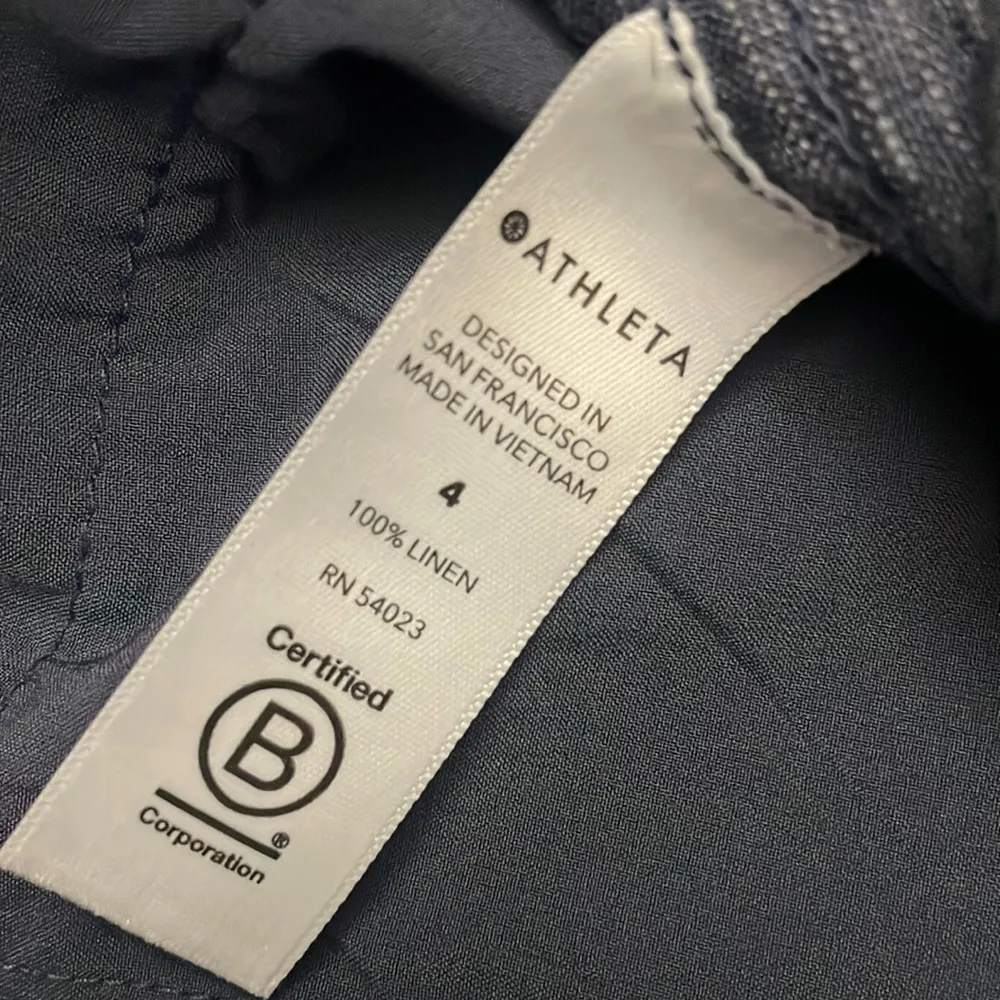 ATHLETA
DESIGNED IN
SAN FRANCISCO
MADE IN VIETNAM
4
100% LINEN
RN 54023
Certified
B
®
Corporation